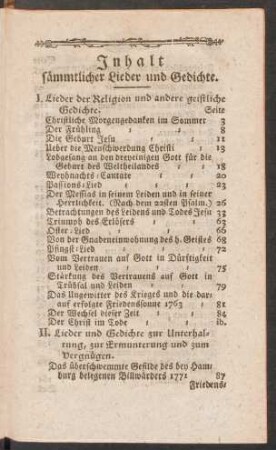 Inhalt
sämmtlicher Lieder und Gedichte.
I. Lieder der Religion und andere geistliche
Gedichte. Seite
Christliche Morgengedanken im Sommer 3
Der Frühling 8
Die Geburt Jesu 11
Ueber die Menschwerdung Christi 13
Lobgesang an den dreyeinigen Gott für die
Geburt des Weltheilandes 18
Weyhnachts-Cantate 20
Passions-Lied 23
Der Messias in seinem Leiden und in seiner
Herrlichkeit. (Nach dem 22sten Psalm.) 26
Betrachtungen des Leidens und Todes Jesu 33
Triumph des Erlösers 63
Oster-Lied 66
Von der Gnadeneinwohnung des h. Geistes 68
Pfingst-Lied 72
Vom Vertrauen auf Gott in Dürftigkeit
und Leiden 75
Stärkung des Vertrauens auf Gott in
Trübsal und Leiden 79
Das Ungewitter des Krieges und die dar-
auf erfolgte Friedenssonne 1763 81
Der Wechsel dieser Zeit 84
Der Christ im Tode ib.
II. Lieder und Gedichte zur Unterhal-
tung, zur Ermunterung und zum
Vergnügen.
Das überschwemmte Gefilde des bey Ham-
burg belegenen Billwärders 1771 87
Friedens-